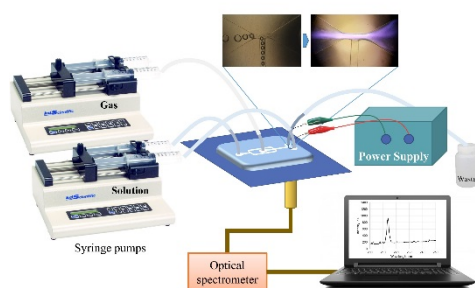 Gas
Solution
Syringe pumps
Power Supply
Optical
spectrometer